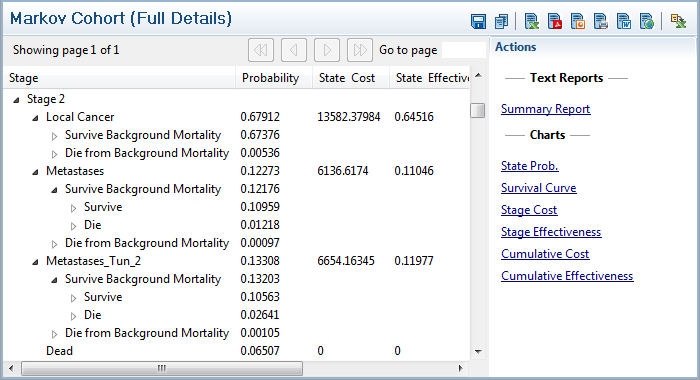 Markov Cohort (Full Details)
Showing page 1 of 1
Go to page
Stage Probability State Cost State Effective
Stage 2
Local Cancer 0.67912 13582.37984 0.64516
Survive Background Mortality 0.67376
Die from Background Mortality 0.00536
Metastases 0.12273 6136.6174 0.11046
Survive Background Mortality 0.12176
Survive 0.10959
Die 0.01218
Die from Background Mortality 0.00097
Metastases_Tun_2 0.13308 6654.16345 0.11977
Survive Background Mortality 0.13203
Survive 0.10563
Die 0.02641
Die from Background Mortality 0.00105
Dead 0.06507 0 0
Actions
Text Reports
Summary Report
Charts
State Prob.
Survival Curve
Stage Cost
Stage Effectiveness
Cumulative Cost
Cumulative Effectiveness